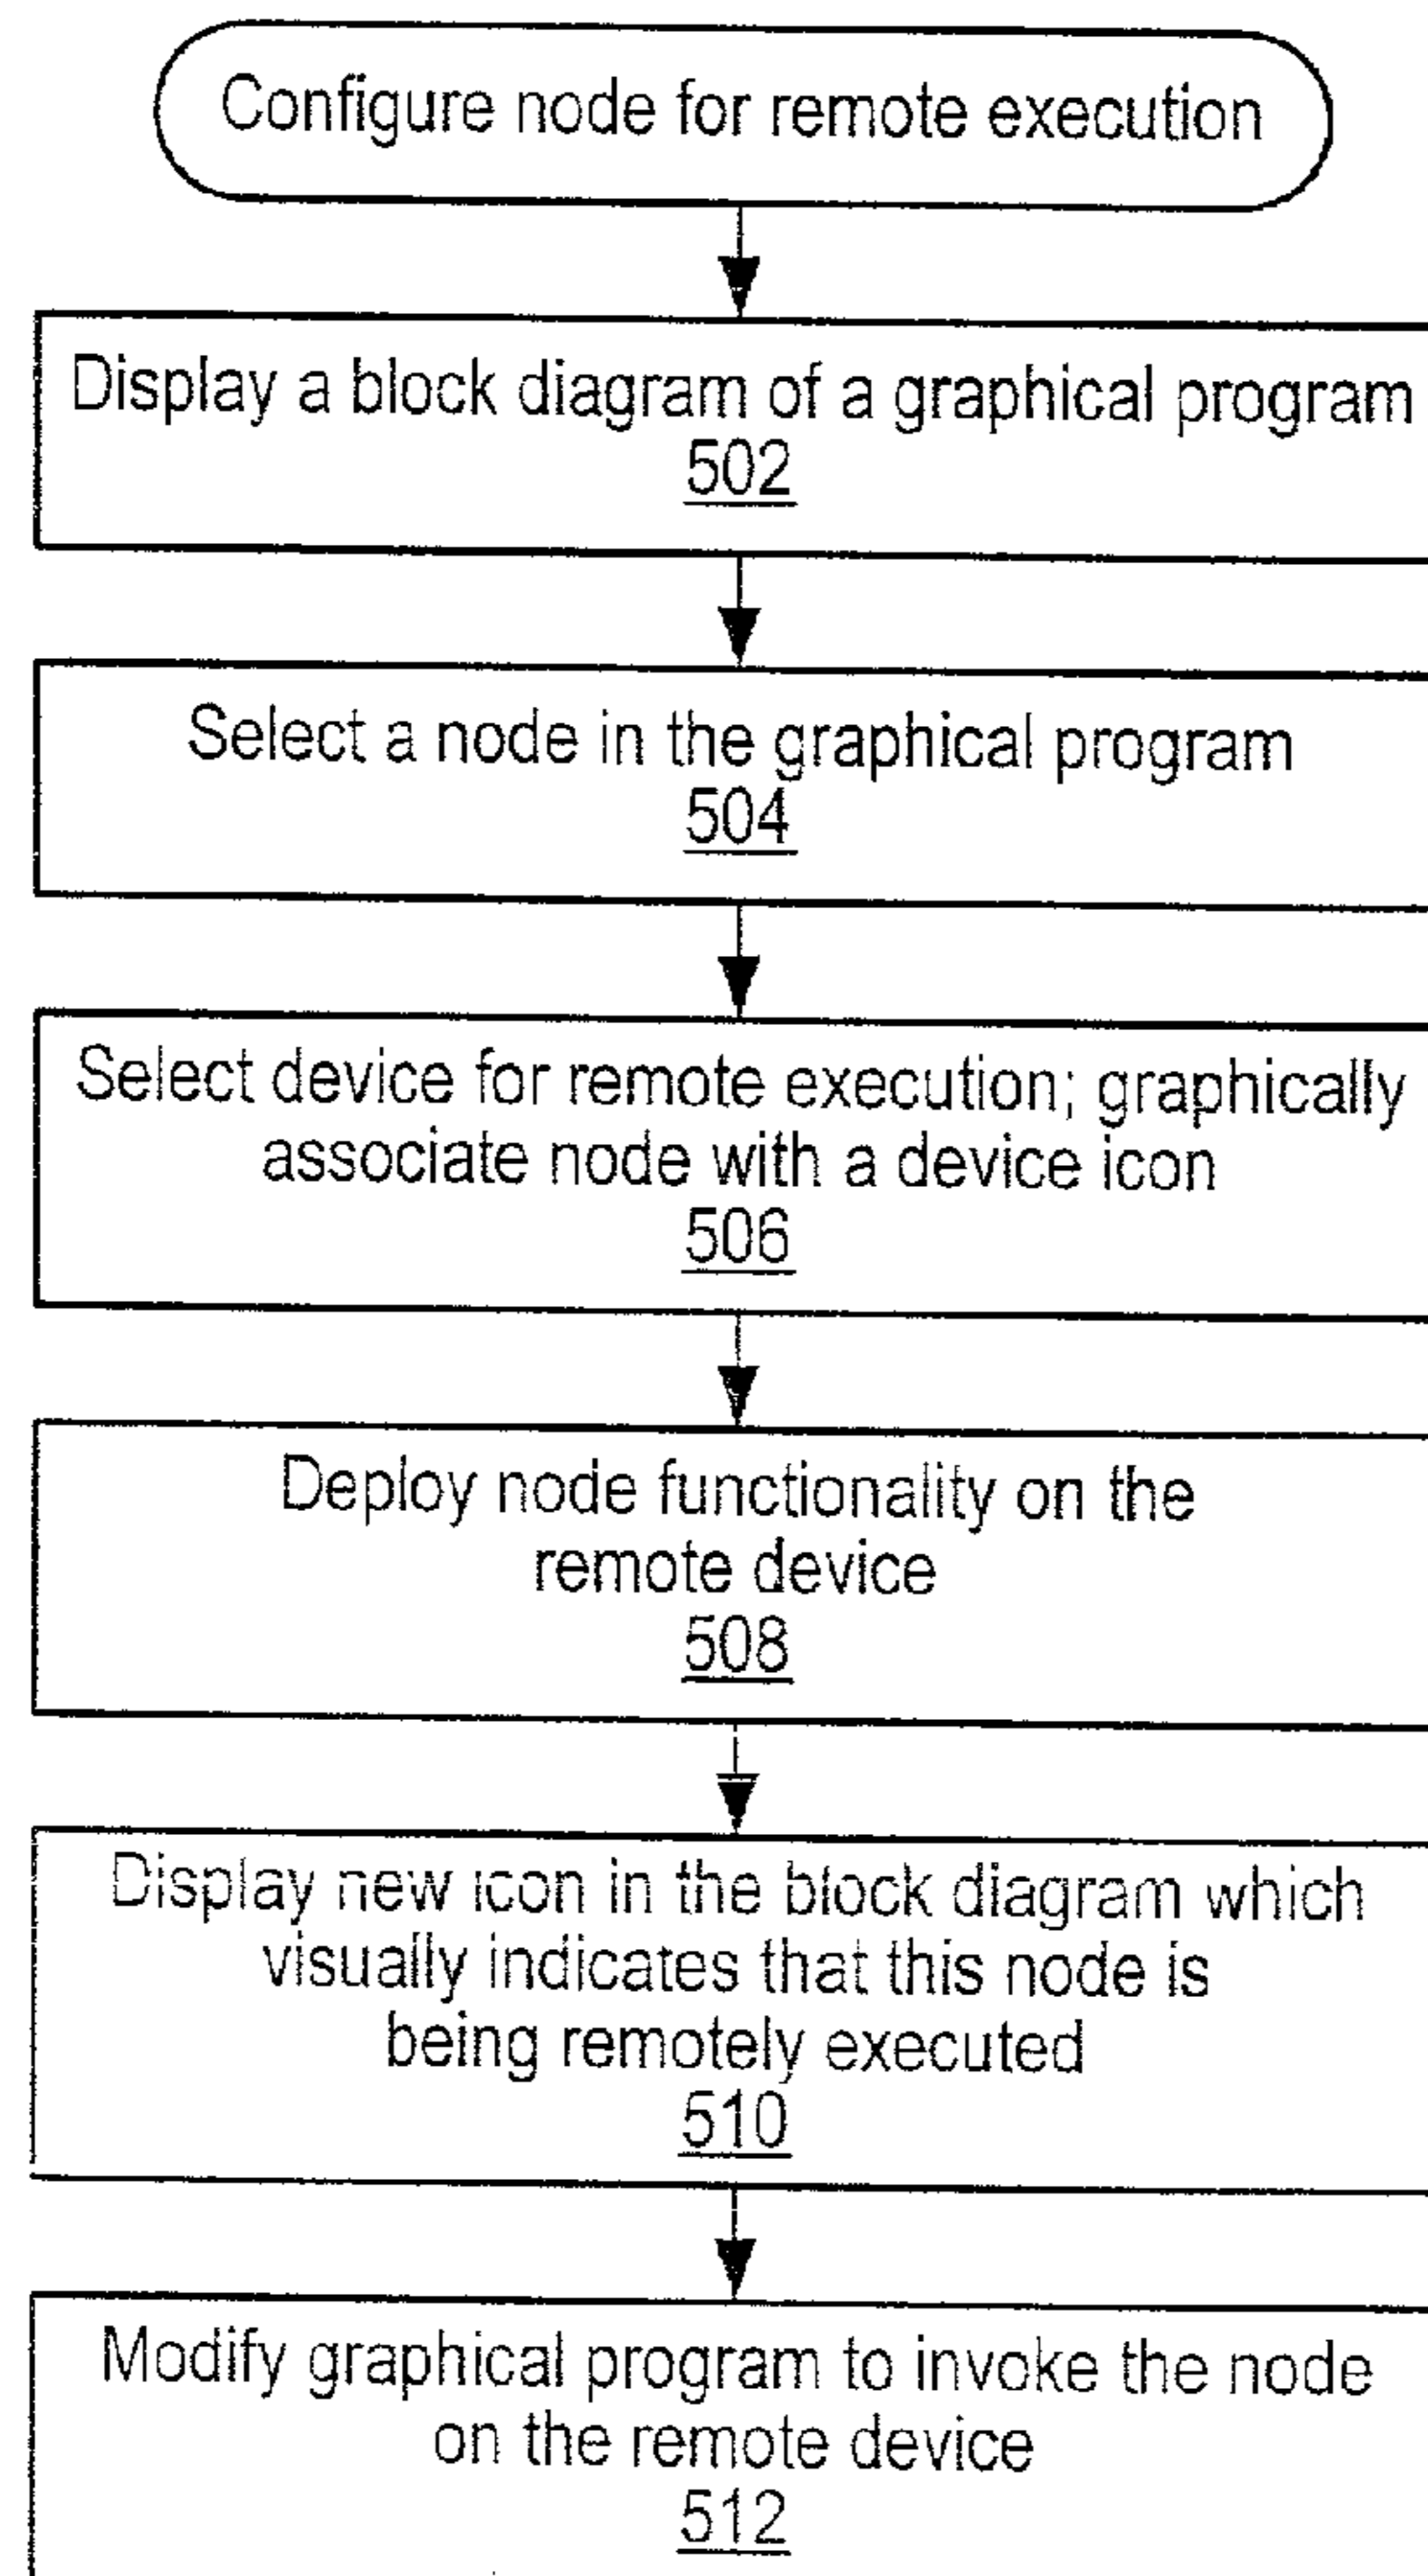 Configure node for remote execution
Display a block diagram of a graphical program
502
Select a node in the graphical program
504
Select device for remote execution; graphically
associate node with a device icon
506
Deploy node functionality on the
remote device
508
Display new icon in the block diagram which
visually indicates that this node is
being remotely executed
510
Modify graphical program to invoke the node
on the remote device
512